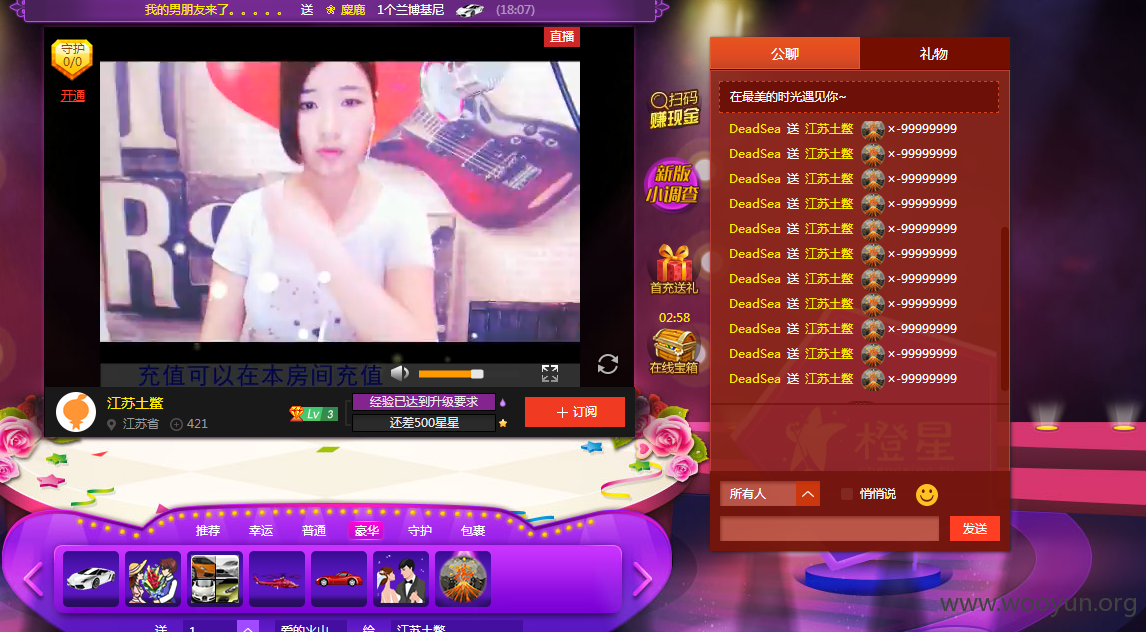 我的男朋友来了。。。。。 送 糜鹿 1个兰博基尼 (18:07)
直播
守护
0/0
开通
充值可以在本房间充值
江苏土鳖
江苏省 421
Lv 3
经验已达到升级要求
还差500星星
+ 订阅
扫码
赚现金
新版
小调查
首充送礼
02:58
在线宝箱
公聊 礼物
在最美的时光遇见你~
DeadSea 送 江苏土鳖 ×-99999999
DeadSea 送 江苏土鳖 ×-99999999
DeadSea 送 江苏土鳖 ×-99999999
DeadSea 送 江苏土鳖 ×-99999999
DeadSea 送 江苏土鳖 ×-99999999
DeadSea 送 江苏土鳖 ×-99999999
DeadSea 送 江苏土鳖 ×-99999999
DeadSea 送 江苏土鳖 ×-99999999
DeadSea 送 江苏土鳖 ×-99999999
DeadSea 送 江苏土鳖 ×-99999999
DeadSea 送 江苏土鳖 ×-99999999
橙星
所有人 悄悄说
发送
推荐 幸运 普通 豪华 守护 包裹
送 1 爱的火山 给 江苏土鳖
www.wooyun.org